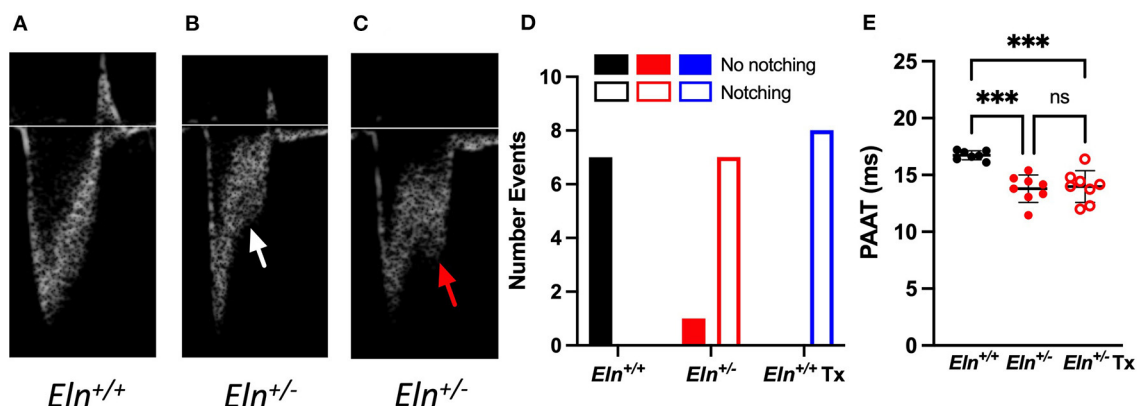 A
B
C
D
E
Eln+/+
Eln+/-
Eln+/-
Number Events
10
8
6
4
2
0
No notching
Notching
Eln+/+
Eln+/-
Eln+/+ Tx
PAAT (ms)
25
20
15
10
5
0
***
***
ns
Eln+/+
Eln+/-
Eln+/- Tx